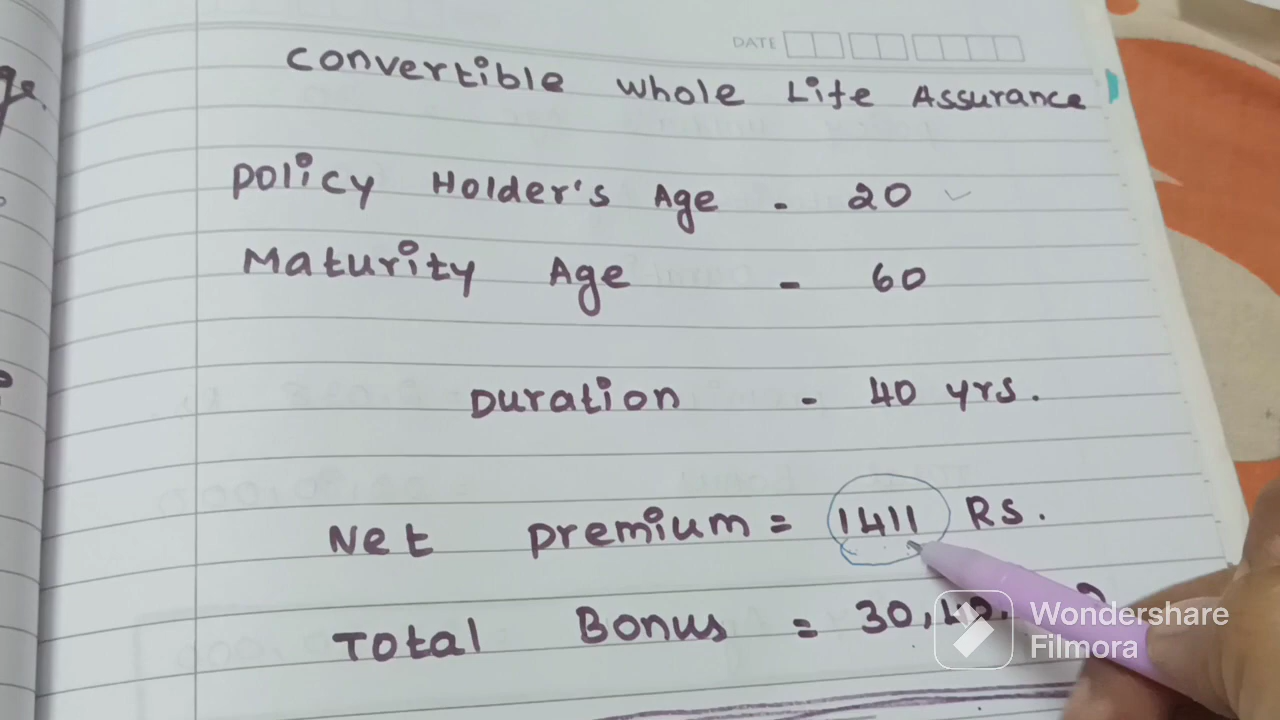 DATE
convertible whole Life Assurance
ge.
Policy Holder's Age - 20
Maturity Age - 60
Duration - 40 yrs.
Net premium = 1411 Rs.
Total Bonus = 30,
Wondershare
Filmora